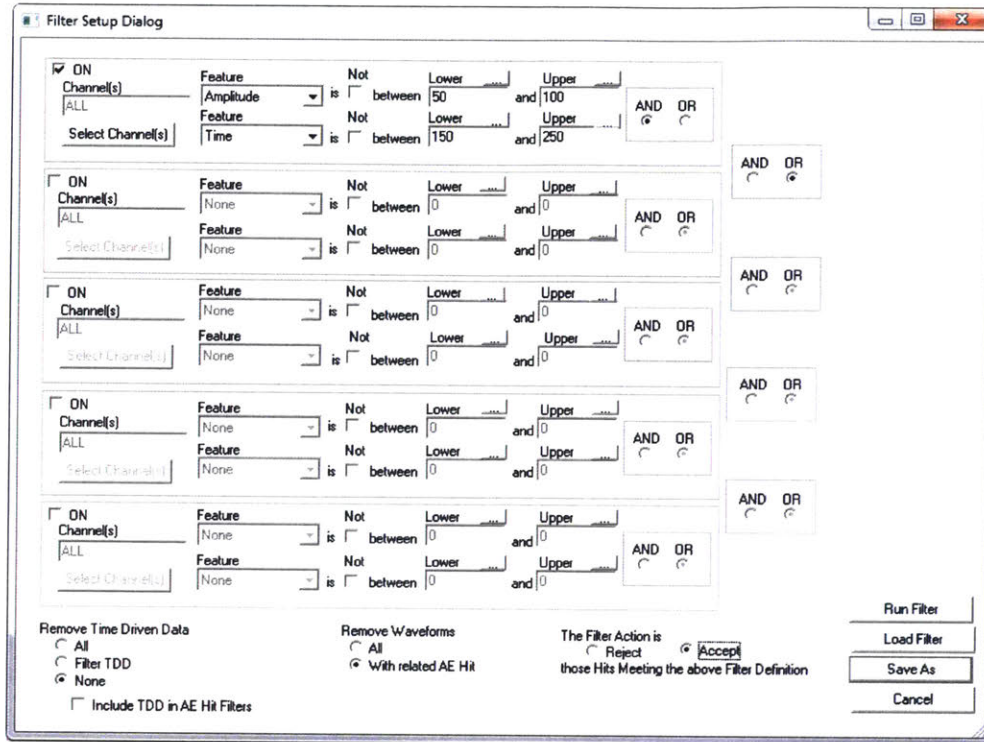 Filter Setup Dialog
ON
Channel(s)
ALL
Select Channel(s)
Feature
Amplitude
is
Not
between
Lower ...
50
and
Upper ...
100
Feature
Time
is
Not
between
Lower ...
150
and
Upper ...
250
AND OR
AND OR
ON
Channel(s)
ALL
Select Channel(s)
Feature
None
is
Not
between
Lower ...
0
and
Upper ...
0
Feature
None
is
Not
between
Lower ...
0
and
Upper ...
0
AND OR
AND OR
ON
Channel(s)
ALL
Select Channel(s)
Feature
None
is
Not
between
Lower ...
0
and
Upper ...
0
Feature
None
is
Not
between
Lower ...
0
and
Upper ...
0
AND OR
AND OR
ON
Channel(s)
ALL
Select Channel(s)
Feature
None
is
Not
between
Lower ...
0
and
Upper ...
0
Feature
None
is
Not
between
Lower ...
0
and
Upper ...
0
AND OR
AND OR
ON
Channel(s)
ALL
Select Channel(s)
Feature
None
is
Not
between
Lower ...
0
and
Upper ...
0
Feature
None
is
Not
between
Lower ...
0
and
Upper ...
0
AND OR
Remove Time Driven Data
All
Filter TDD
None
Include TDD in AE Hit Filters
Remove Waveforms
All
With related AE Hit
The Filter Action is
Reject Accept
those Hits Meeting the above Filter Definition
Run Filter
Load Filter
Save As
Cancel